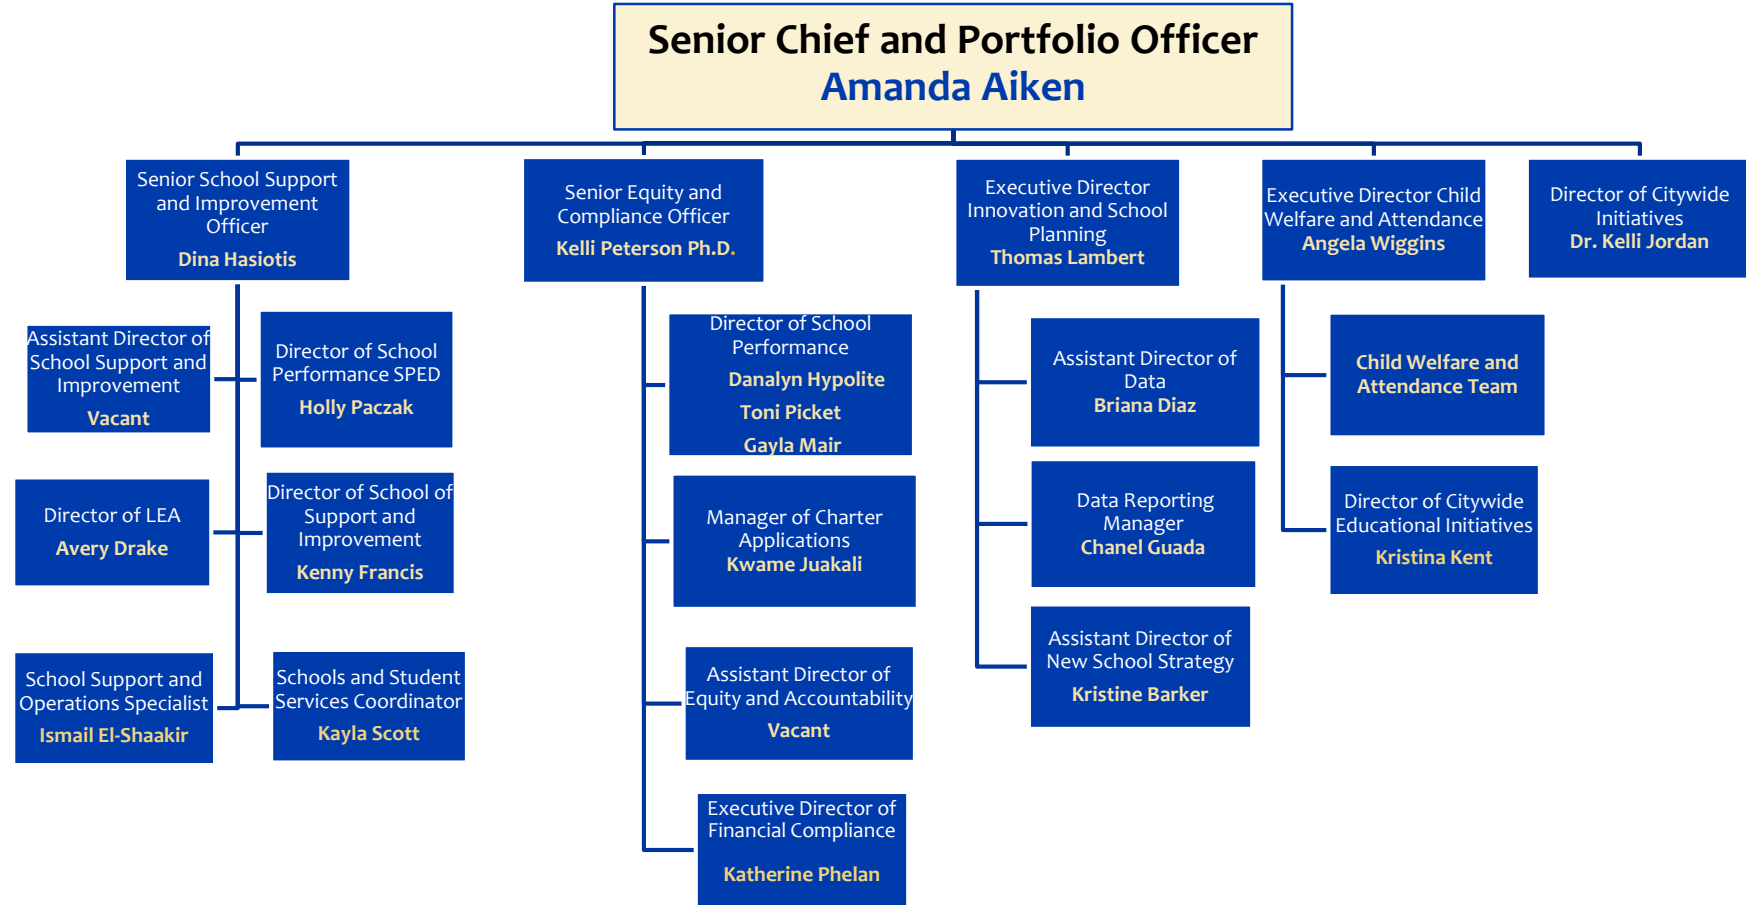 Senior Chief and Portfolio Officer
Amanda Aiken
Senior School Support
and Improvement
Officer
Dina Hasiotis
Senior Equity and
Compliance Officer
Kelli Peterson Ph.D.
Executive Director
Innovation and School
Planning
Thomas Lambert
Executive Director Child
Welfare and Attendance
Angela Wiggins
Director of Citywide
Initiatives
Dr. Kelli Jordan
Assistant Director of
School Support and
Improvement
Vacant
Director of School
Performance SPED
Holly Paczak
Director of LEA
Avery Drake
Director of School of
Support and
Improvement
Kenny Francis
School Support and
Operations Specialist
Ismail El-Shaakir
Schools and Student
Services Coordinator
Kayla Scott
Director of School
Performance
Danalyn Hypolite
Toni Picket
Gayla Mair
Manager of Charter
Applications
Kwame Juakali
Assistant Director of
Equity and Accountability
Vacant
Executive Director of
Financial Compliance
Katherine Phelan
Assistant Director of
Data
Briana Diaz
Data Reporting
Manager
Chanel Guada
Assistant Director of
New School Strategy
Kristine Barker
Child Welfare and
Attendance Team
Director of Citywide
Educational Initiatives
Kristina Kent